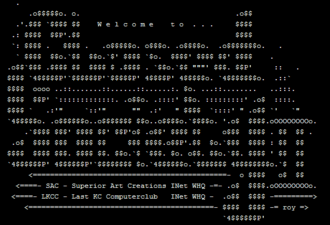 Welcome to ...
SAC - Superior Art Creations INet WHQ
LKCC - Last KC Computerclub INet WHQ
roy